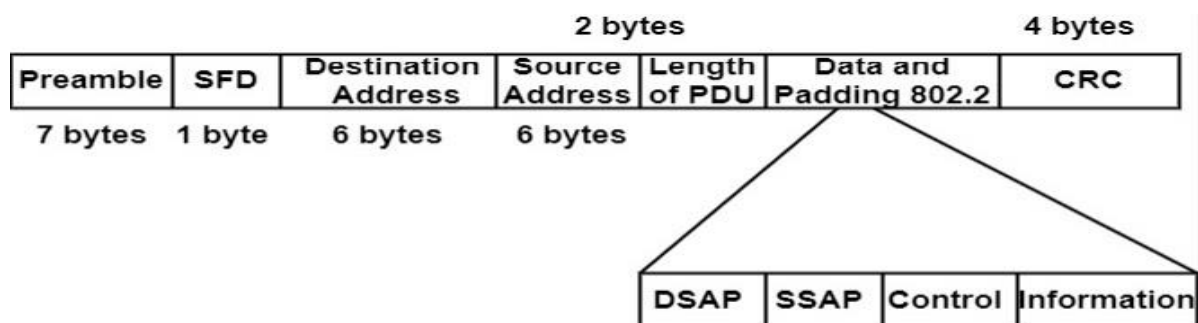 2 bytes 4 bytes
Preamble SFD Destination Address Source Address Length of PDU Data and Padding 802.2 CRC
7 bytes 1 byte 6 bytes 6 bytes
DSAP SSAP Control Information